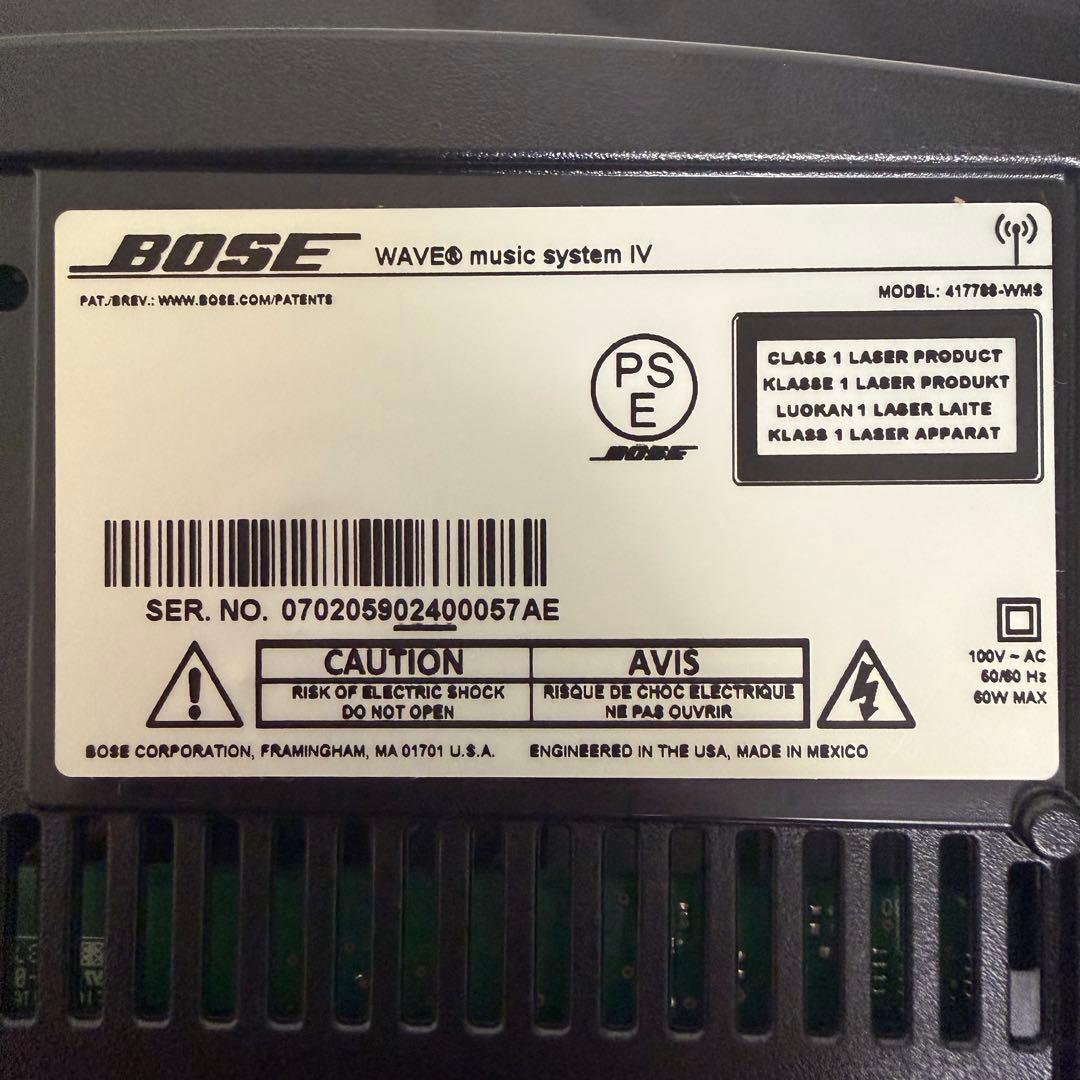 BOSE WAVE® music system IV
PAT./BREV.: WWW.BOSE.COM/PATENTS
MODEL: 417788-WMS
PSE
BOSE
CLASS 1 LASER PRODUCT
KLASSE 1 LASER PRODUKT
LUOKAN 1 LASER LAITE
KLASS 1 LASER APPARAT
SER. NO. 070205902400057AE
CAUTION
RISK OF ELECTRIC SHOCK
DO NOT OPEN
AVIS
RISQUE DE CHOC ELECTRIQUE
NE PAS OUVRIR
100V ~ AC
50/60 Hz
60W MAX
BOSE CORPORATION, FRAMINGHAM, MA 01701 U.S.A. ENGINEERED IN THE USA, MADE IN MEXICO